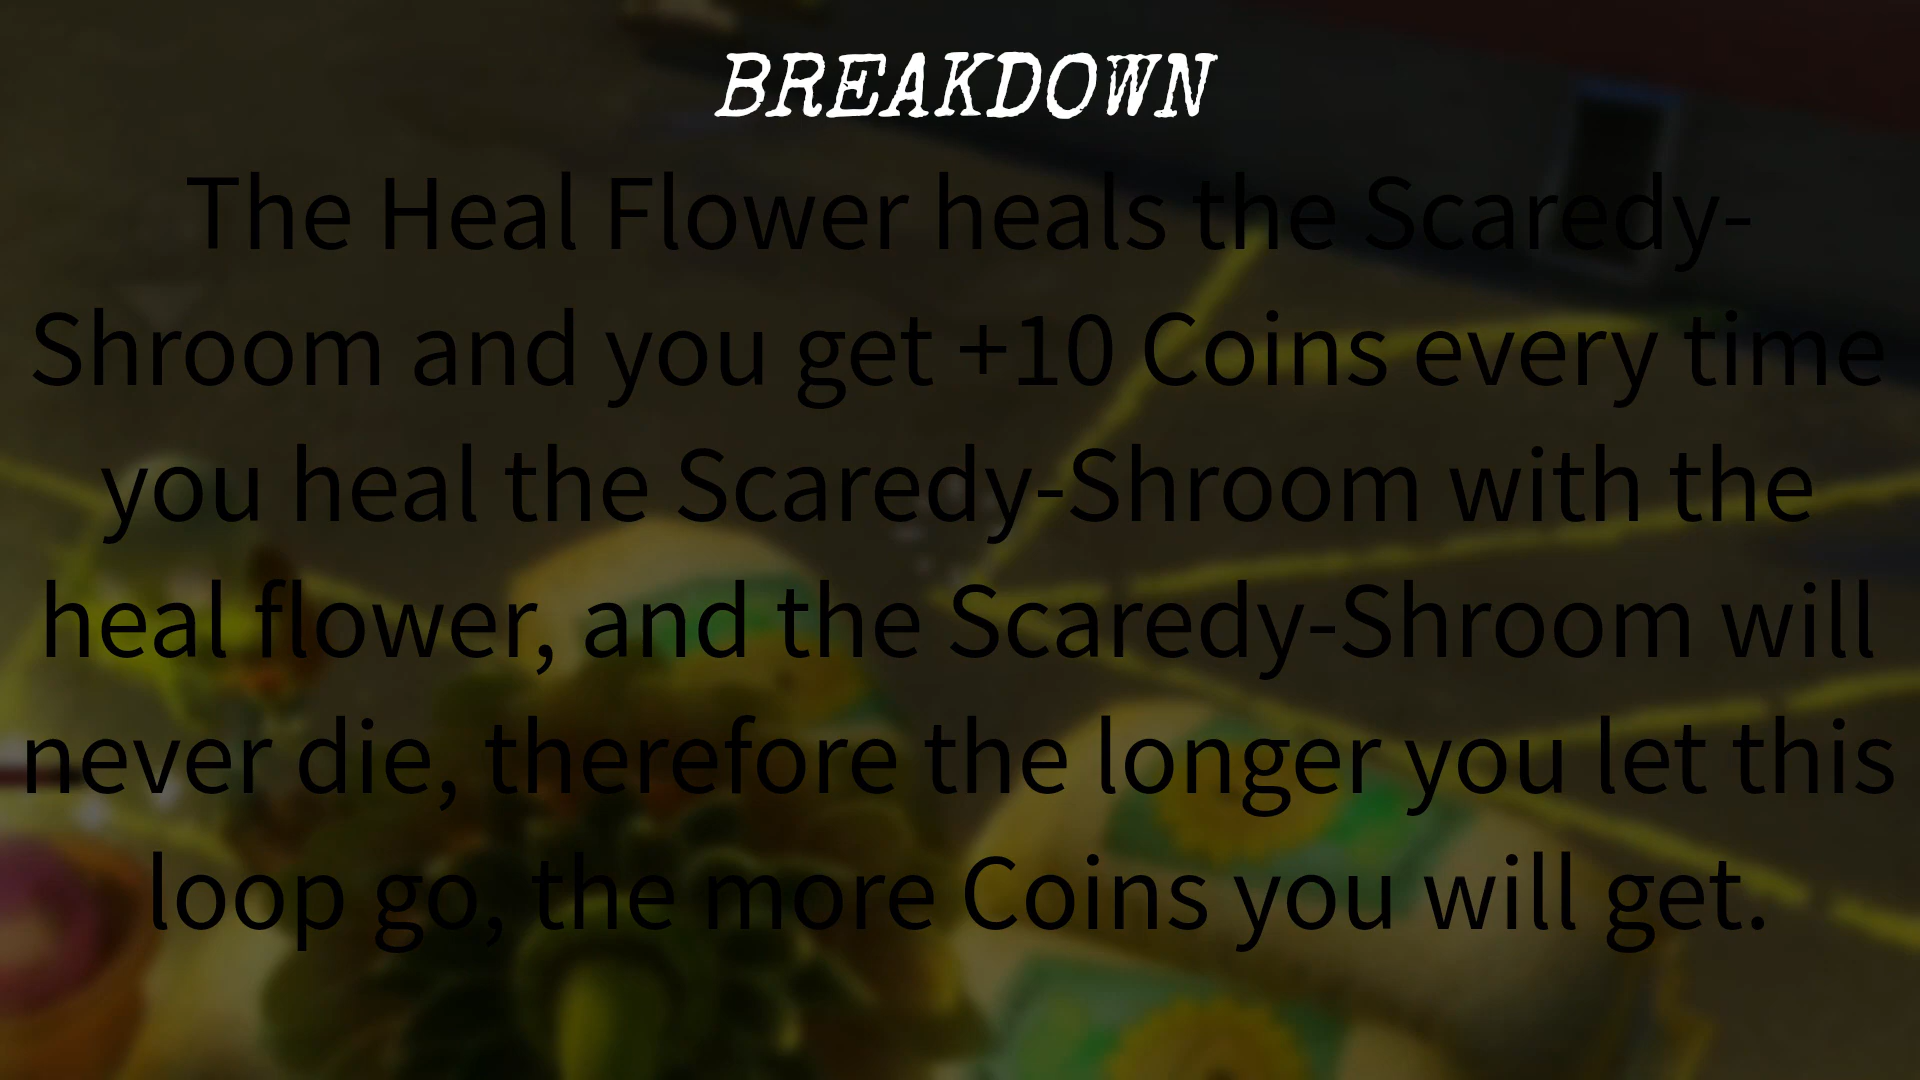 BREAKDOWN
The Heal Flower heals the Scaredy-
Shroom and you get +10 Coins every time
you heal the Scaredy-Shroom with the
heal flower, and the Scaredy-Shroom will
never die, therefore the longer you let this
loop go, the more Coins you will get.